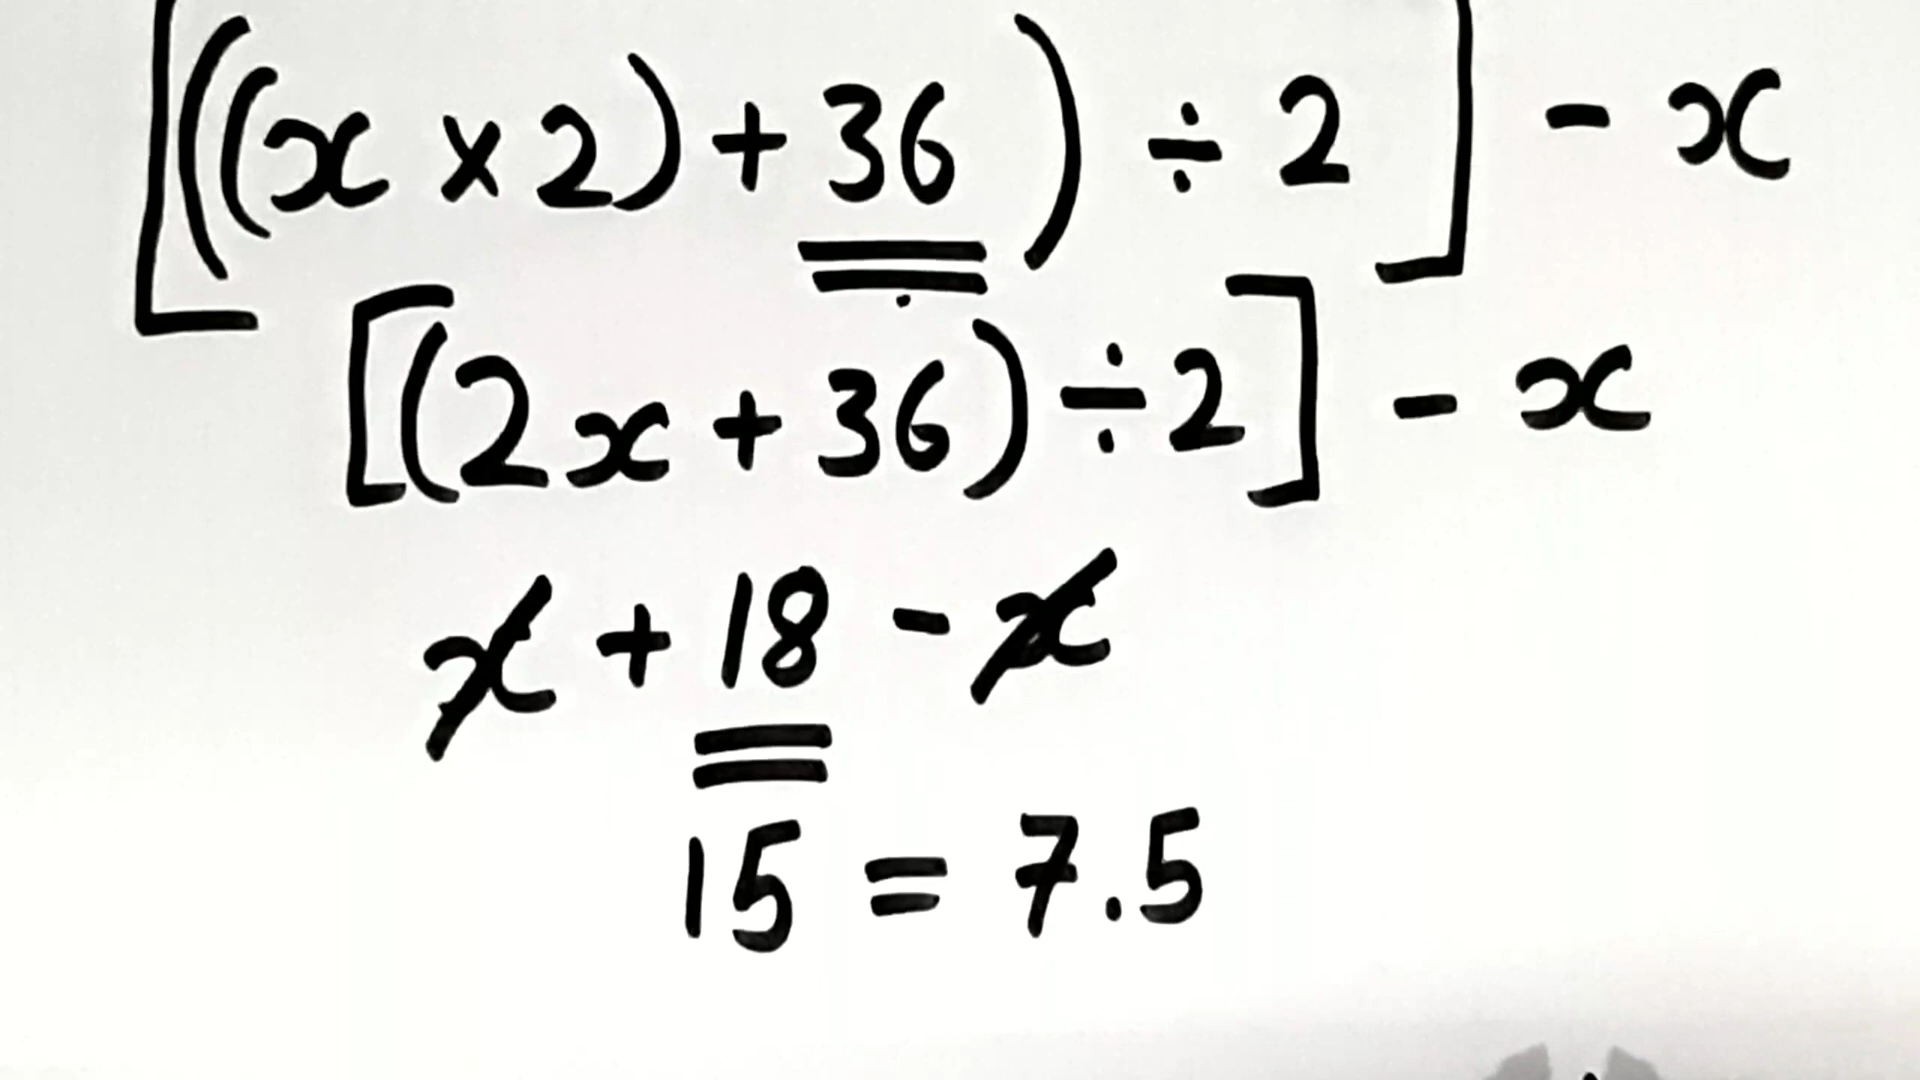 [((x × 2) + 36) ÷ 2] - x
[(2x + 36) ÷ 2] - x
x + 18 - x
15 = 7.5